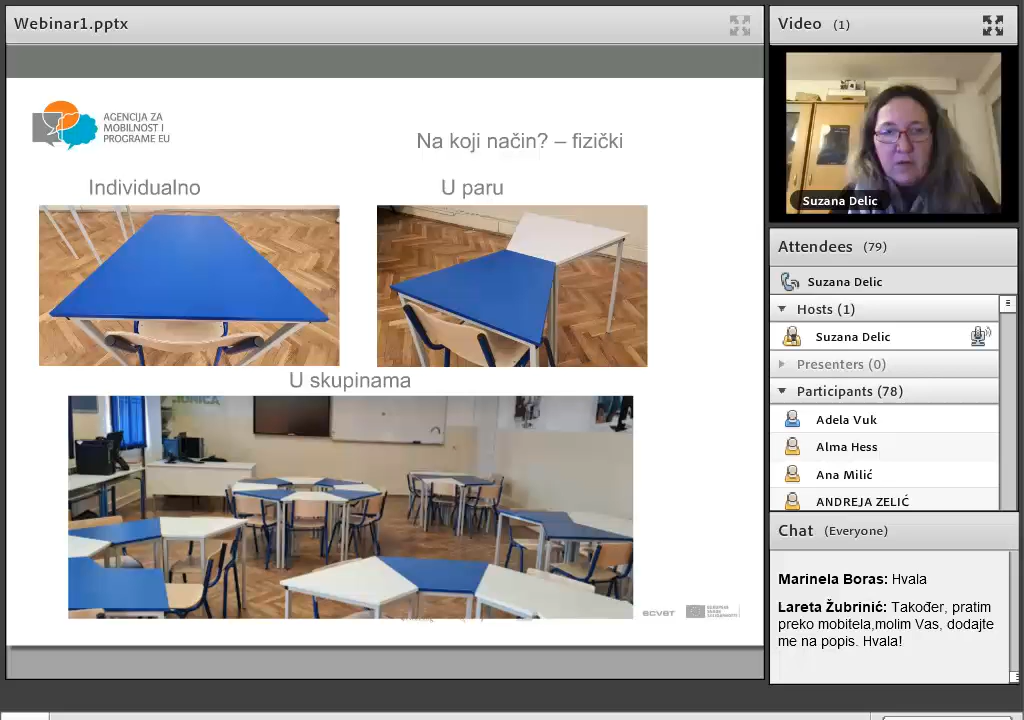 Webinar1.pptx
AGENCIJA ZA
MOBILNOST I
PROGRAME EU
Na koji način? – fizički
Individualno
U paru
U skupinama
ECVET
Video (1)
Suzana Delic
Attendees (79)
Suzana Delic
Hosts (1)
Suzana Delic
Presenters (0)
Participants (78)
Adela Vuk
Alma Hess
Ana Milić
ANDREJA ZELIĆ
Chat (Everyone)
Marinela Boras: Hvala
Lareta Žubrinić: Također, pratim
preko mobitela,molim Vas, dodajte
me na popis. Hvala!